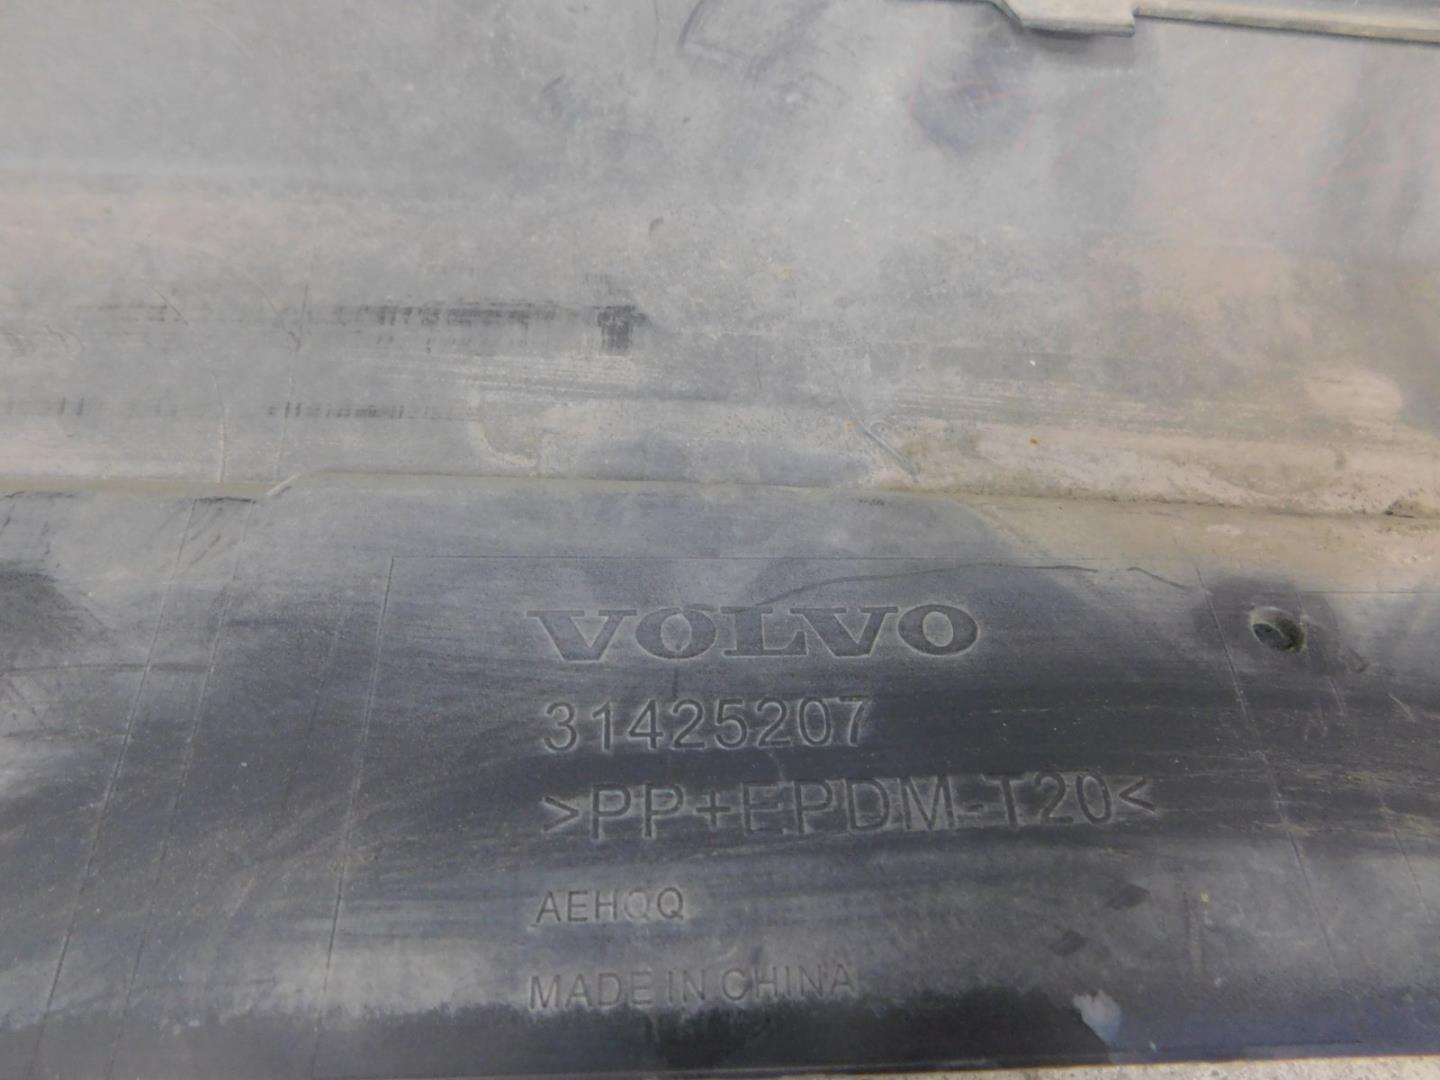 VOLVO
31425207
>PP+EPDM-T20<
AEHQQ
MADE IN CHINA